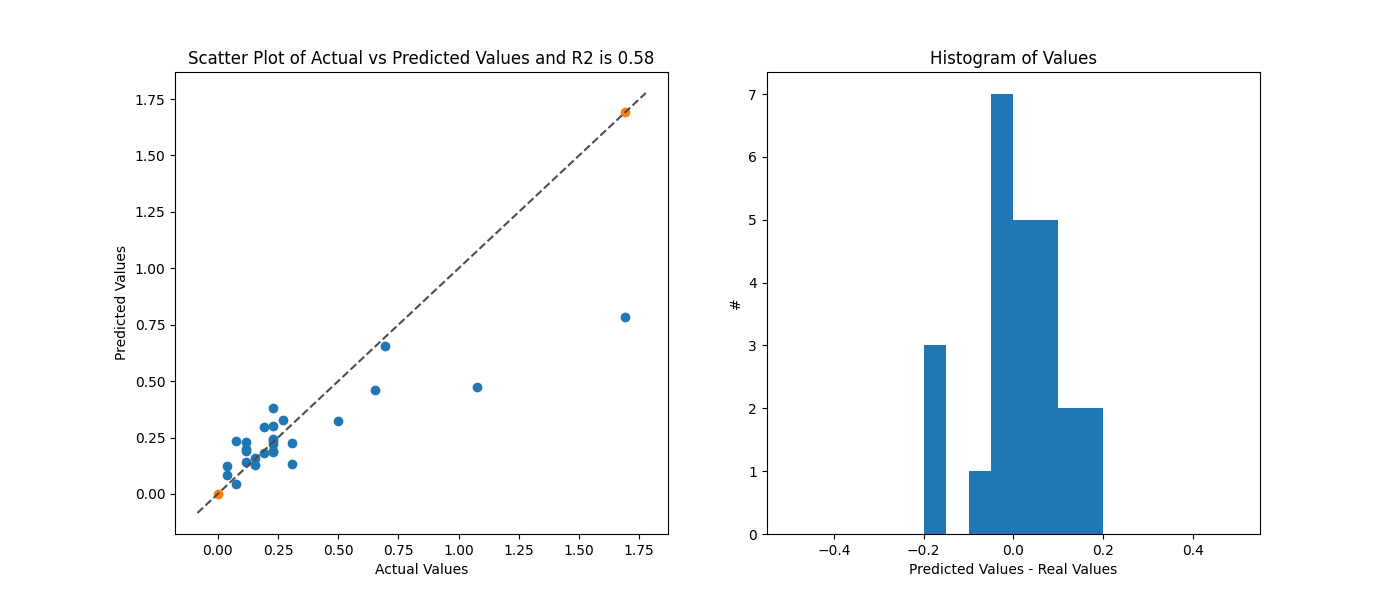 Scatter Plot of Actual vs Predicted Values and R2 is 0.58
1.75
1.50
1.25
1.00
0.75
0.50
0.25
0.00
Predicted Values
0.00 0.25 0.50 0.75 1.00 1.25 1.50 1.75
Actual Values
Histogram of Values
7
6
5
4
3
2
1
0
#
−0.4 −0.2 0.0 0.2 0.4
Predicted Values - Real Values